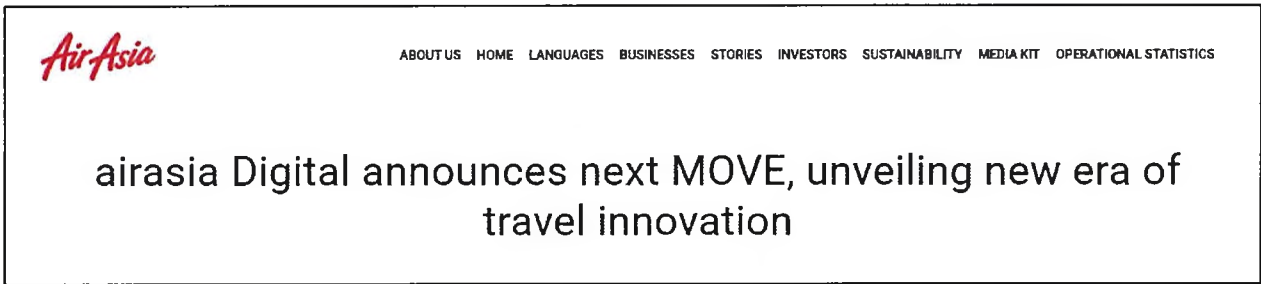 AirAsia
ABOUT US HOME LANGUAGES BUSINESSES STORIES INVESTORS SUSTAINABILITY MEDIA KIT OPERATIONAL STATISTICS
airasia Digital announces next MOVE, unveiling new era of
travel innovation